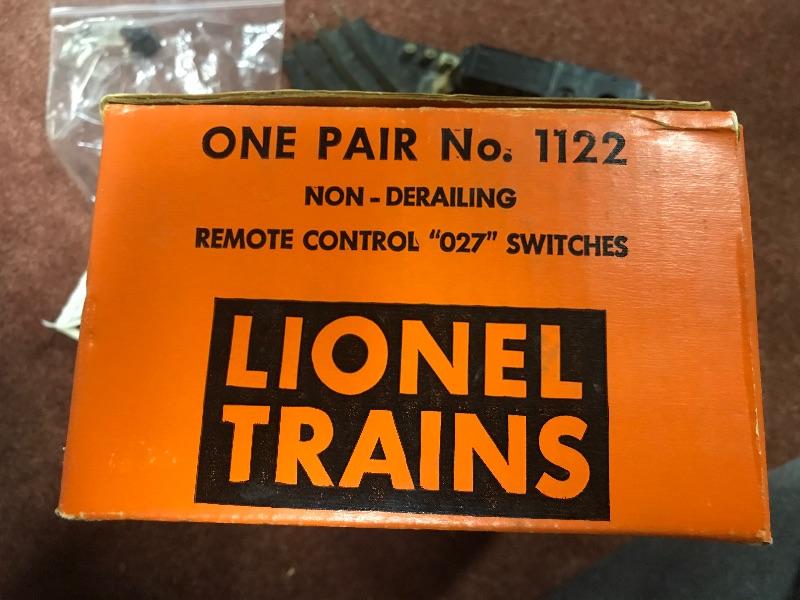 ONE PAIR No. 1122
NON-DERAILING
REMOTE CONTROL "027" SWITCHES
LIONEL
TRAINS